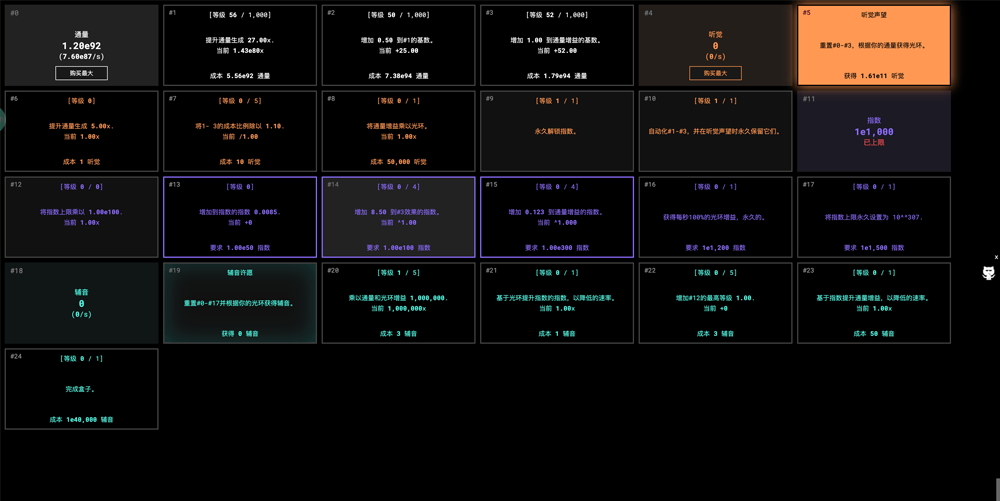 #0
通量
1.20e92
(7.60e87/s)
购买最大
#1
[等级 56 / 1,000]
提升通量生成 27.00x.
当前 1.43e80x
成本 5.56e92 通量
#2
[等级 50 / 1,000]
增加 0.50 到#1的基数。
当前 +25.00
成本 7.38e94 通量
#3
[等级 52 / 1,000]
增加 1.00 到通量增益的基数。
当前 +52.00
成本 1.79e94 通量
#4
听觉
0
(0/s)
购买最大
#5
听觉声望
重置#0-#3，根据你的通量获得光环。
获得 1.61e11 听觉
#6
[等级 0]
提升通量生成 5.00x.
当前 1.00x
成本 1 听觉
#7
[等级 0 / 5]
将1- 3的成本比例除以 1.10.
当前 /1.00
成本 10 听觉
#8
[等级 0 / 1]
将通量增益乘以光环。
当前 1.00x
成本 50,000 听觉
#9
[等级 1 / 1]
永久解锁指数。
#10
[等级 1 / 1]
自动化#1-#3，并在听觉声望时永久保留它们。
#11
指数
1e1,000
已上限
#12
[等级 0 / 0]
将指数上限乘以 1.00e100.
当前 1.00x
#13
[等级 0]
增加到指数的指数 0.0085.
当前 +0
要求 1.00e50 指数
#14
[等级 0 / 4]
增加 8.50 到#3效果的指数。
当前 ^1.00
要求 1.00e100 指数
#15
[等级 0 / 4]
增加 0.123 到通量增益的指数。
当前 ^1.000
要求 1.00e300 指数
#16
[等级 0 / 1]
获得每秒100%的光环增益，永久的。
要求 1e1,200 指数
#17
[等级 0 / 1]
将指数上限永久设置为 10^^307.
要求 1e1,500 指数
#18
辅音
0
(0/s)
#19
辅音许愿
重置#0-#17并根据你的光环获得辅音。
获得 0 辅音
#20
[等级 1 / 5]
乘以通量和光环增益 1,000,000.
当前 1,000,000x
成本 3 辅音
#21
[等级 0 / 1]
基于光环提升指数的指数，以降低的速率。
当前 1.00x
成本 1 辅音
#22
[等级 0 / 5]
增加#12的最高等级 1.00.
当前 +0
成本 3 辅音
#23
[等级 0 / 1]
基于指数提升通量增益，以降低的速率。
当前 1.00x
成本 50 辅音
#24
[等级 0 / 1]
完成盒子。
成本 1e40,000 辅音
x